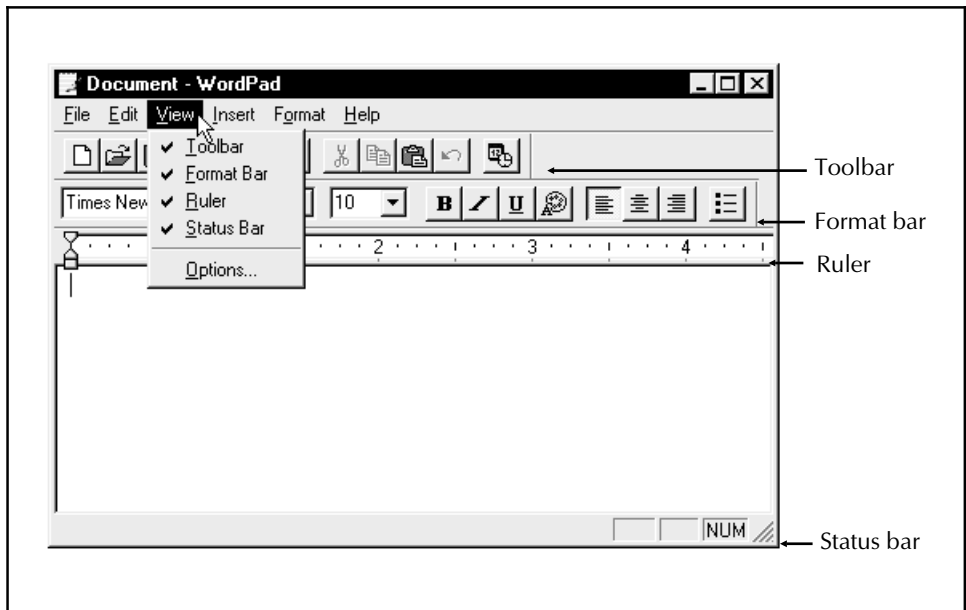 Document - WordPad
File Edit View Insert Format Help
Toolbar
Format Bar
Ruler
Status Bar
Options...
Toolbar
Times New
10
B I U
Format bar
2 3 4
Ruler
NUM
Status bar